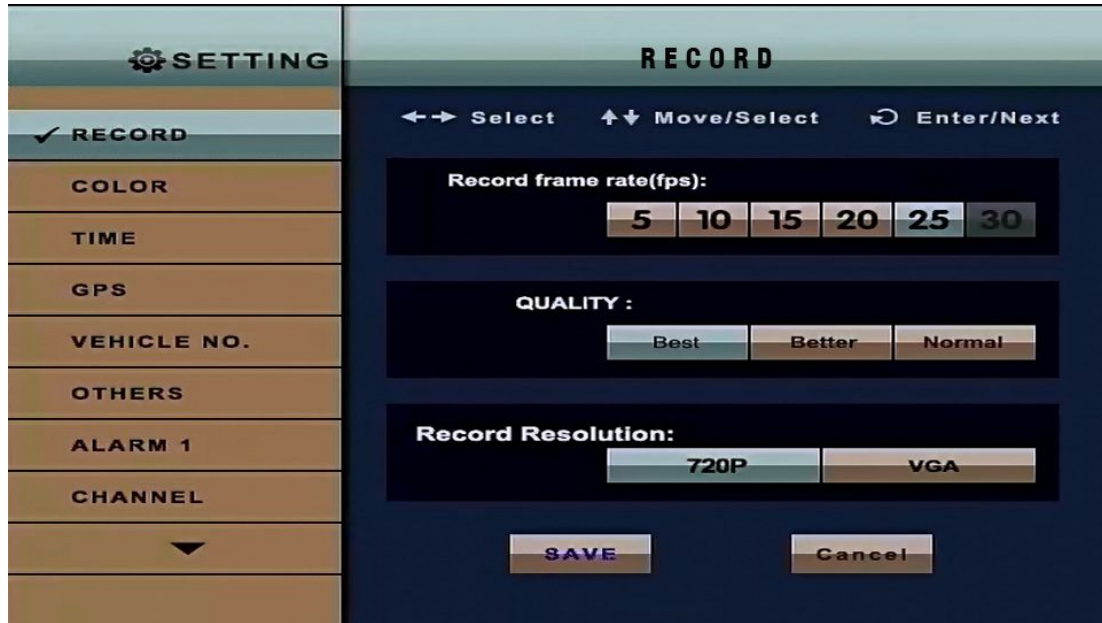 SETTING
RECORD
RECORD
COLOR
TIME
GPS
VEHICLE NO.
OTHERS
ALARM 1
CHANNEL
Select Move/Select Enter/Next
Record frame rate(fps):
5 10 15 20 25 30
QUALITY :
Best Better Normal
Record Resolution:
720P VGA
SAVE Cancel